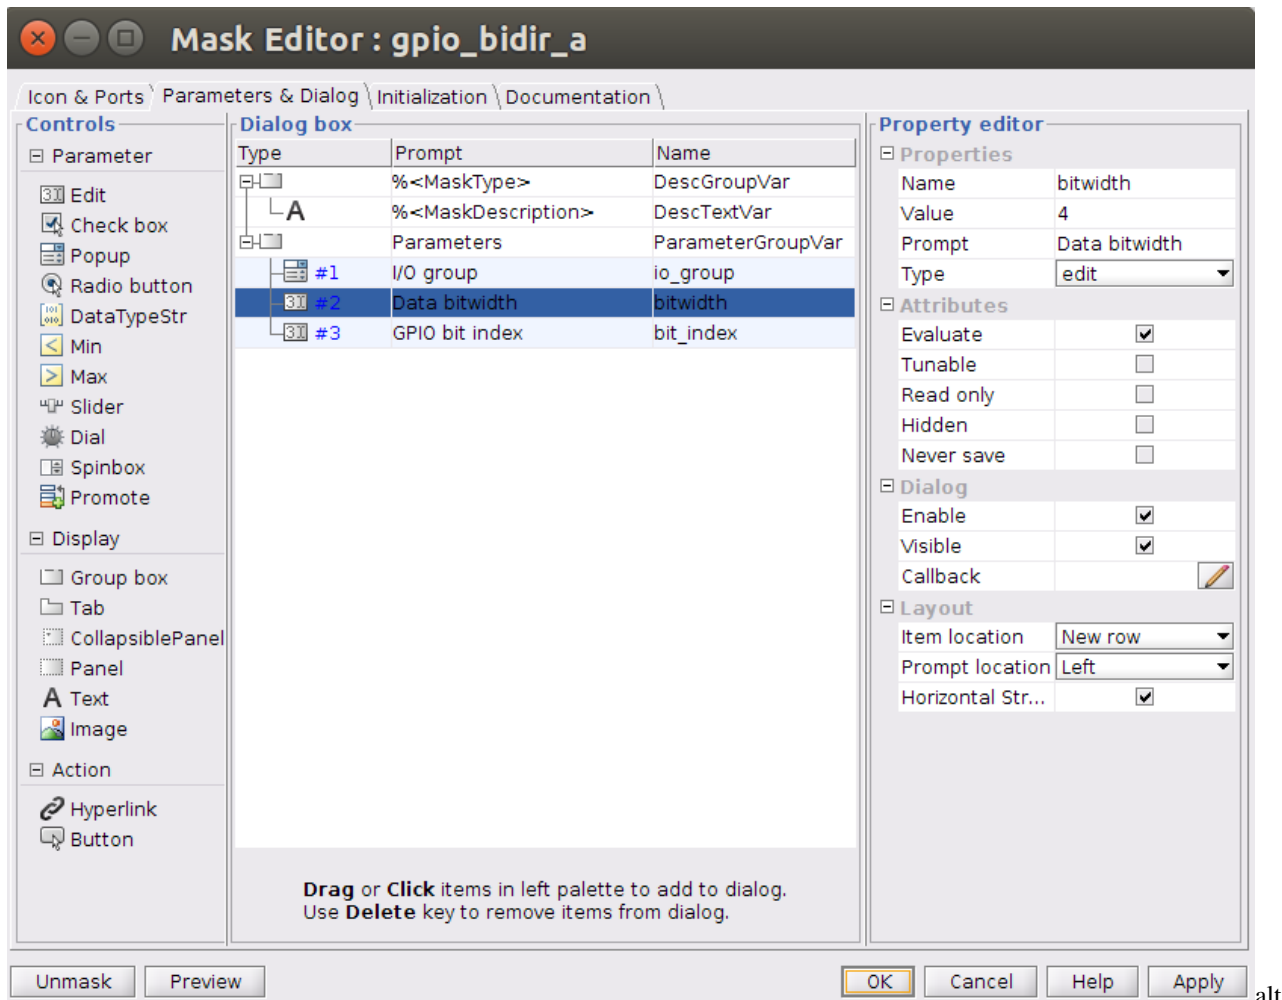 Mask Editor : gpio_bidir_a
Icon & Ports Parameters & Dialog Initialization Documentation
Controls
Parameter
Edit
Check box
Popup
Radio button
DataTypeStr
Min
Max
Slider
Dial
Spinbox
Promote
Display
Group box
Tab
CollapsiblePanel
Panel
Text
Image
Action
Hyperlink
Button
Dialog box
Type Prompt Name
%<MaskType> DescGroupVar
A %<MaskDescription> DescTextVar
Parameters ParameterGroupVar
#1 I/O group io_group
#2 Data bitwidth bitwidth
#3 GPIO bit index bit_index
Drag or Click items in left palette to add to dialog.
Use Delete key to remove items from dialog.
Property editor
Properties
Name bitwidth
Value 4
Prompt Data bitwidth
Type edit
Attributes
Evaluate
Tunable
Read only
Hidden
Never save
Dialog
Enable
Visible
Callback
Layout
Item location New row
Prompt location Left
Horizontal Str...
Unmask Preview OK Cancel Help Apply
alt